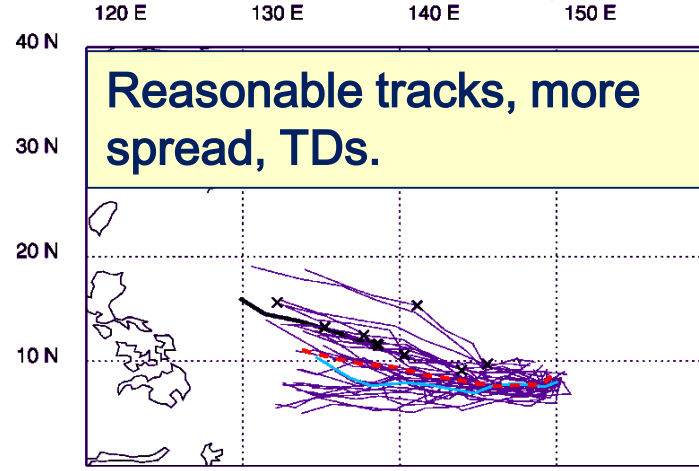 120 E 130 E 140 E 150 E
40 N
Reasonable tracks, more
spread, TDs.
30 N
20 N
10 N